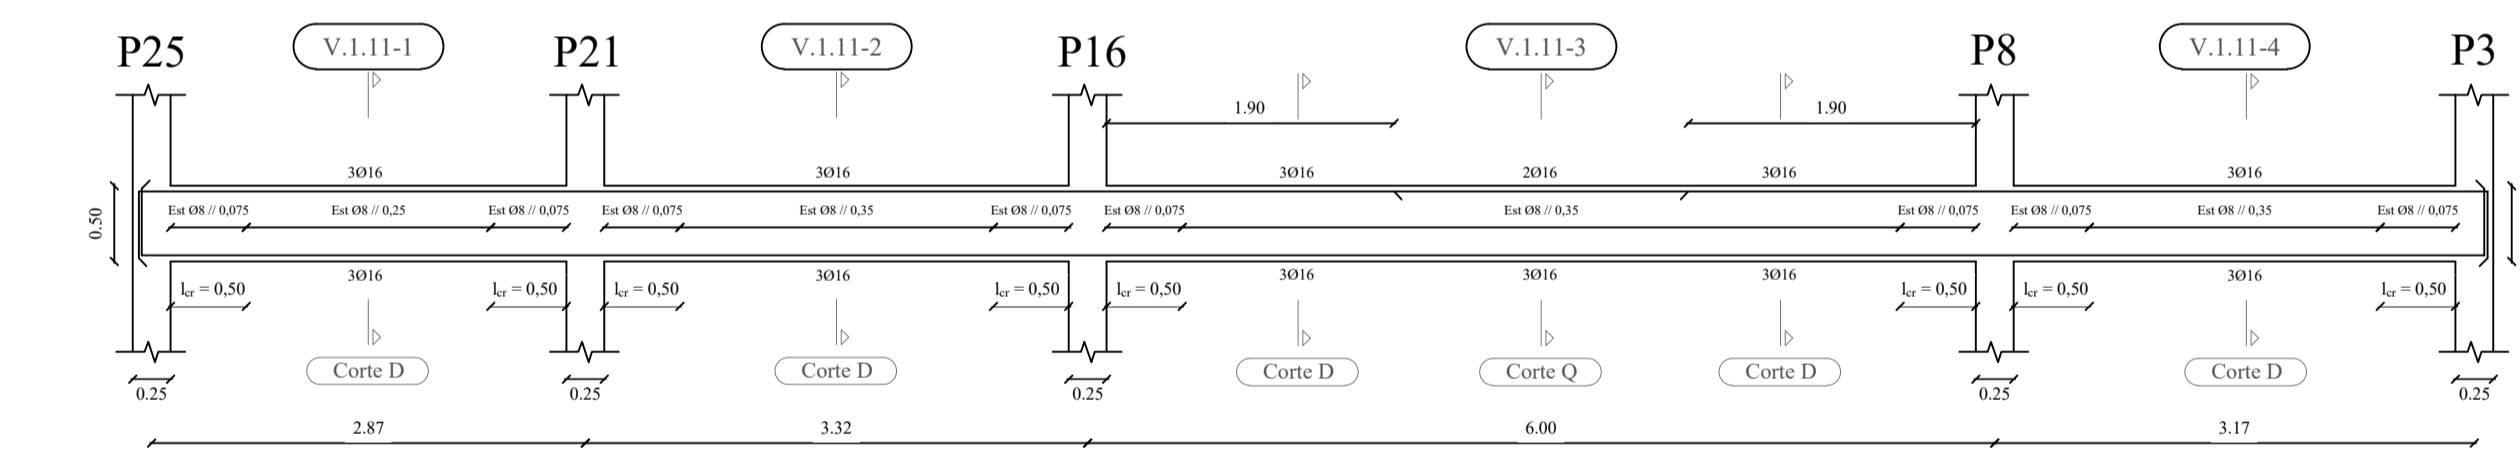 P25 V.1.11-1 P21 V.1.11-2 P16 V.1.11-3 P8 V.1.11-4 P3
1.90 1.90
3Ø16 3Ø16 3Ø16 2Ø16 3Ø16 3Ø16
0.50
Est Ø8 // 0,075 Est Ø8 // 0,25 Est Ø8 // 0,075 Est Ø8 // 0,075 Est Ø8 // 0,35 Est Ø8 // 0,075 Est Ø8 // 0,075 Est Ø8 // 0,35 Est Ø8 // 0,075 Est Ø8 // 0,075 Est Ø8 // 0,35 Est Ø8 // 0,075
3Ø16 3Ø16 3Ø16 3Ø16 3Ø16 3Ø16
lcr = 0,50 lcr = 0,50 lcr = 0,50 lcr = 0,50 lcr = 0,50 lcr = 0,50 lcr = 0,50 lcr = 0,50
Corte D Corte D Corte D Corte Q Corte D Corte D
0.25 0.25 0.25 0.25 0.25
2.87 3.32 6.00 3.17